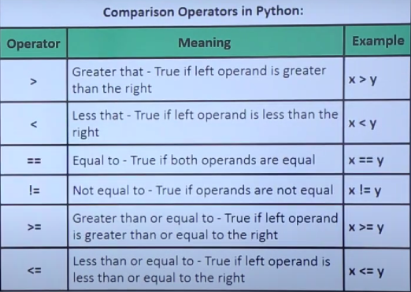 Comparison Operators in Python:
Operator Meaning Example
> Greater that - True if left operand is greater x > y
than the right
< Less that - True if left operand is less than the x < y
right
== Equal to - True if both operands are equal x == y
!= Not equal to - True if operands are not equal x != y
>= Greater than or equal to - True if left operand x >= y
is greater than or equal to the right
<= Less than or equal to - True if left operand is x <= y
less than or equal to the right